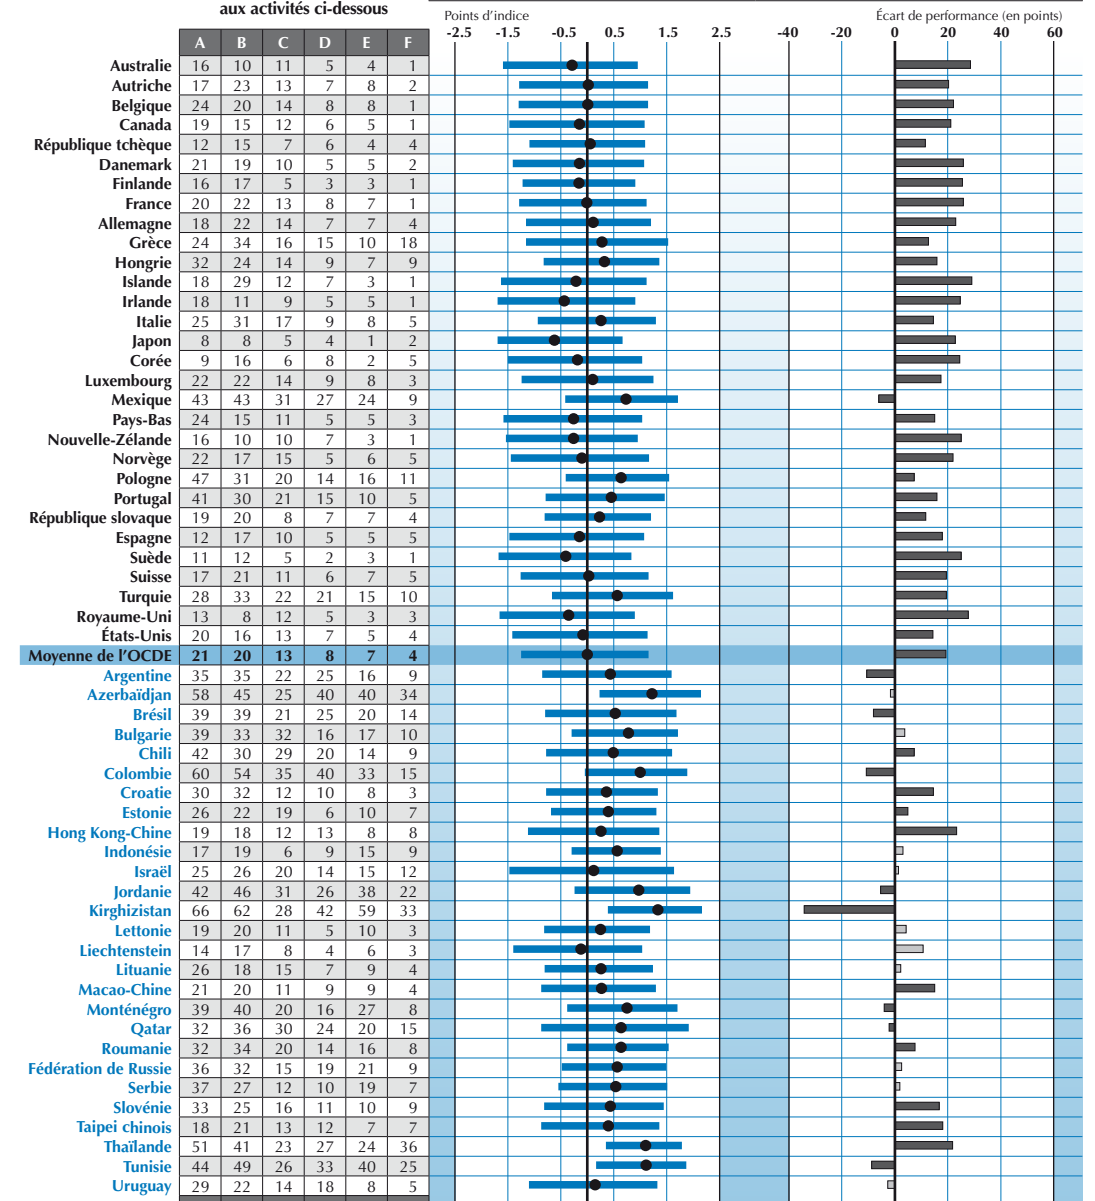 aux activités ci-dessous
Points d’indice Écart de performance (en points)
-2.5 -1.5 -0.5 0.5 1.5 2.5 -40 -20 0 20 40 60
A B C D E F
Australie 16 10 11 5 4 1
Autriche 17 23 13 7 8 2
Belgique 24 20 14 8 8 1
Canada 19 15 12 6 5 1
République tchèque 12 15 7 6 4 4
Danemark 21 19 10 5 5 2
Finlande 16 17 5 3 3 1
France 20 22 13 8 7 1
Allemagne 18 22 14 7 7 4
Grèce 24 34 16 15 10 18
Hongrie 32 24 14 9 7 9
Islande 18 29 12 7 3 1
Irlande 18 11 9 5 5 1
Italie 25 31 17 9 8 5
Japon 8 8 5 4 1 2
Corée 9 16 6 8 2 5
Luxembourg 22 22 14 9 8 3
Mexique 43 43 31 27 24 9
Pays-Bas 24 15 11 5 5 3
Nouvelle-Zélande 16 10 10 7 3 1
Norvège 22 17 15 5 6 5
Pologne 47 31 20 14 16 11
Portugal 41 30 21 15 10 5
République slovaque 19 20 8 7 7 4
Espagne 12 17 10 5 5 5
Suède 11 12 5 2 3 1
Suisse 17 21 11 6 7 5
Turquie 28 33 22 21 15 10
Royaume-Uni 13 8 12 5 3 3
États-Unis 20 16 13 7 5 4
Moyenne de l’OCDE 21 20 13 8 7 4
Argentine 35 35 22 25 16 9
Azerbaïdjan 58 45 25 40 40 34
Brésil 39 39 21 25 20 14
Bulgarie 39 33 32 16 17 10
Chili 42 30 29 20 14 9
Colombie 60 54 35 40 33 15
Croatie 30 32 12 10 8 3
Estonie 26 22 19 6 10 7
Hong Kong-Chine 19 18 12 13 8 8
Indonésie 17 19 6 9 15 9
Israël 25 26 20 14 15 12
Jordanie 42 46 31 26 38 22
Kirghizistan 66 62 28 42 59 33
Lettonie 19 20 11 5 10 3
Liechtenstein 14 17 8 4 6 3
Lituanie 26 18 15 7 9 4
Macao-Chine 21 20 11 9 9 4
Monténégro 39 40 20 16 27 8
Qatar 32 36 30 24 20 15
Roumanie 32 34 20 14 16 8
Fédération de Russie 36 32 15 19 21 9
Serbie 37 27 12 10 19 7
Slovénie 33 25 16 11 10 9
Taipei chinois 18 21 13 12 7 7
Thaïlande 51 41 23 27 24 36
Tunisie 44 49 26 33 40 25
Uruguay 29 22 14 18 8 5